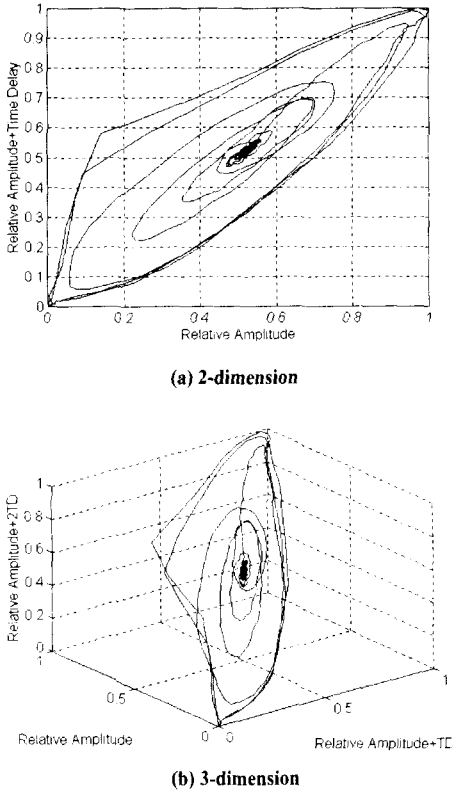 1
0.9
0.8
0.7
0.6
0.5
0.4
0.3
0.2
0.1
0
Relative Amplitude+Time Delay
0 0.2 0.4 0.6 0.8 1
Relative Amplitude
(a) 2-dimension
1
0.8
0.6
0.4
0.2
0
Relative Amplitude+2TD
1
0.5
0
Relative Amplitude
0
0.5
1
Relative Amplitude+TD
(b) 3-dimension